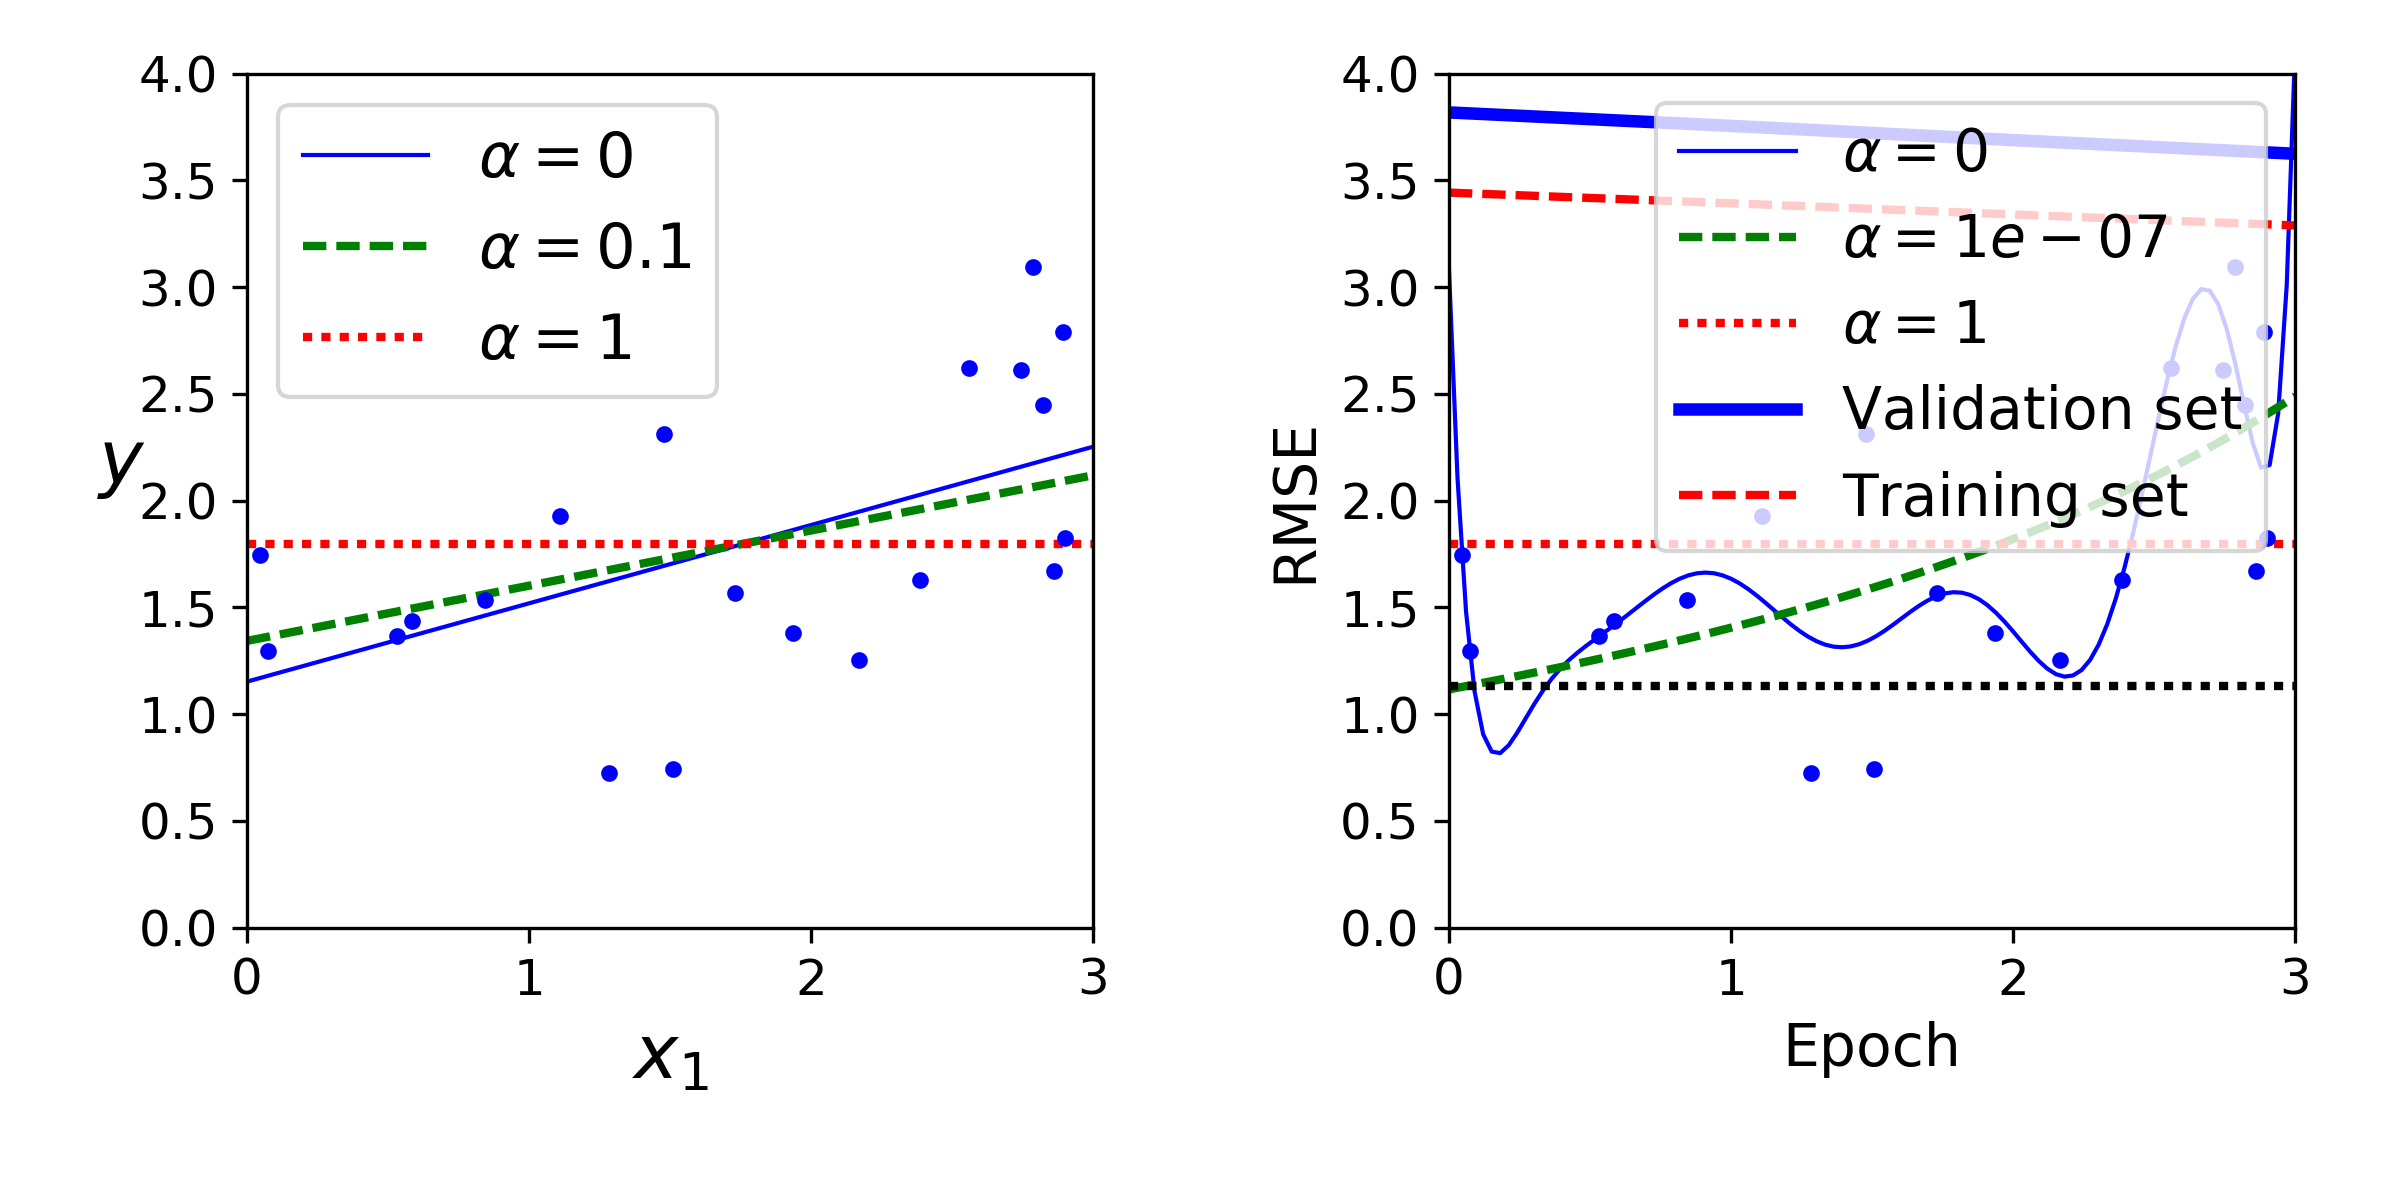 4.0
3.5
3.0
2.5
2.0
1.5
1.0
0.5
0.0
y
α = 0
α = 0.1
α = 1
0 1 2 3
x₁
4.0
3.5
3.0
2.5
2.0
1.5
1.0
0.5
0.0
RMSE
α = 0
α = 1e − 07
α = 1
Validation set
Training set
0 1 2 3
Epoch